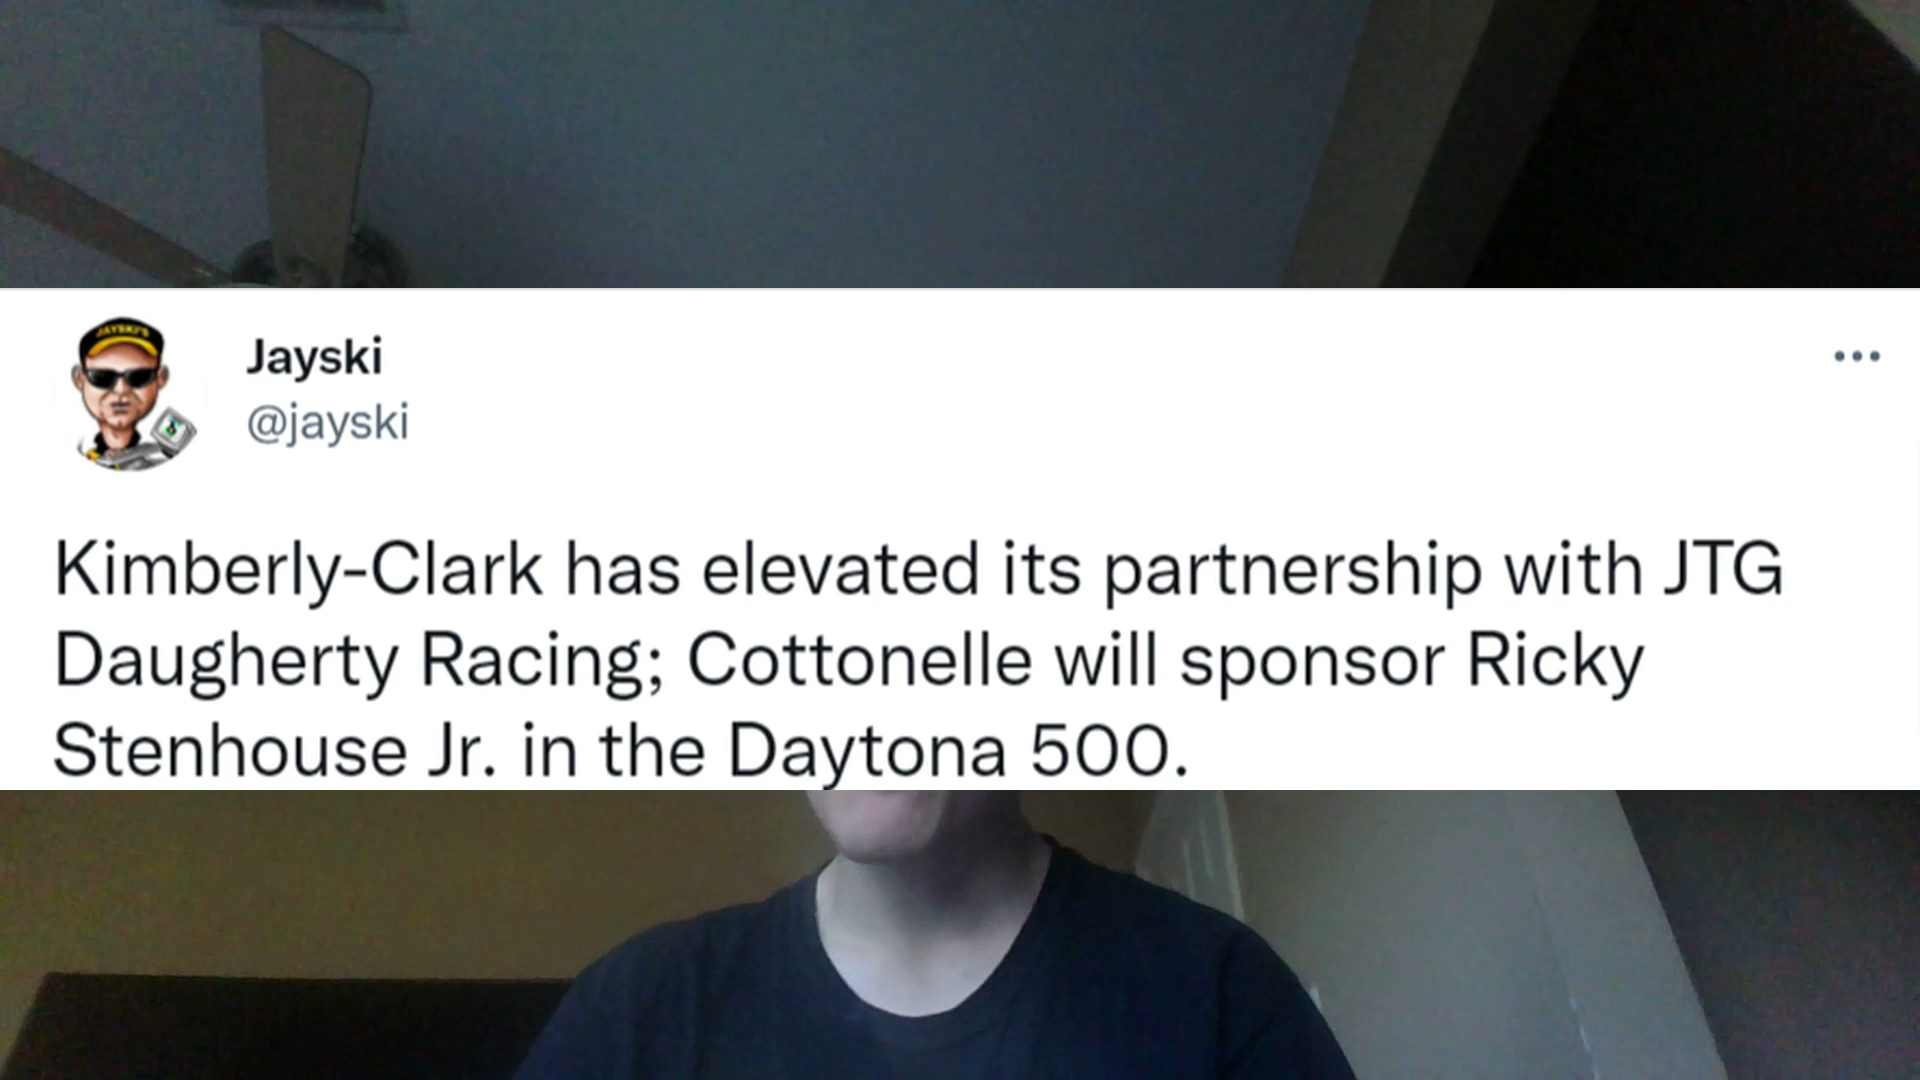 JAYSKI'S
Jayski
@jayski
Kimberly-Clark has elevated its partnership with JTG
Daugherty Racing; Cottonelle will sponsor Ricky
Stenhouse Jr. in the Daytona 500.